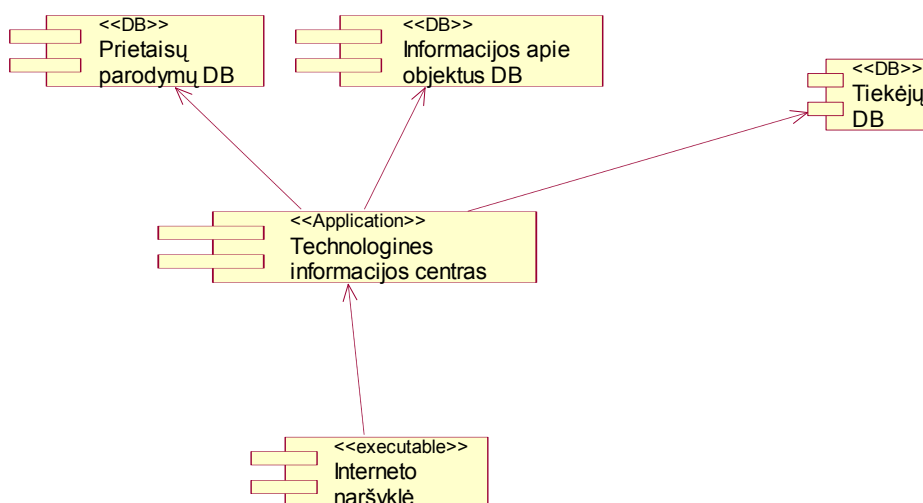 <<DB>>
Prietaisų
parodymų DB
<<DB>>
Informacijos apie
objektus DB
<<DB>>
Tiekėjų
DB
<<Application>>
Technologines
informacijos centras
<<executable>>
Interneto
naršyklė